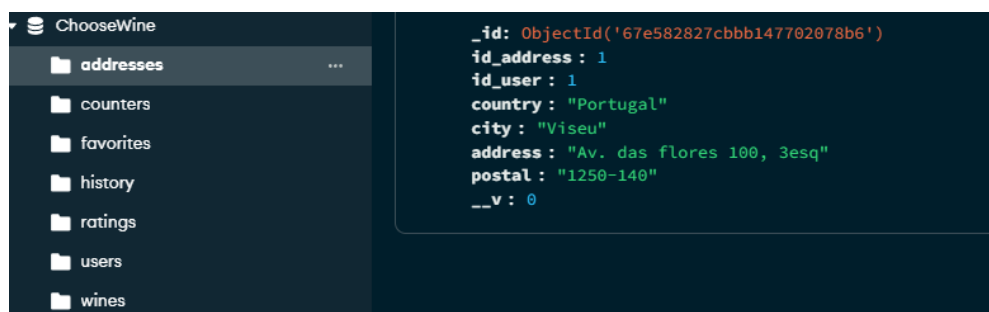 ChooseWine
addresses
counters
favorites
history
ratings
users
wines
_id: ObjectId('67e582827cbbb147702078b6')
id_address : 1
id_user : 1
country : "Portugal"
city : "Viseu"
address : "Av. das flores 100, 3esq"
postal : "1250-140"
__v : 0